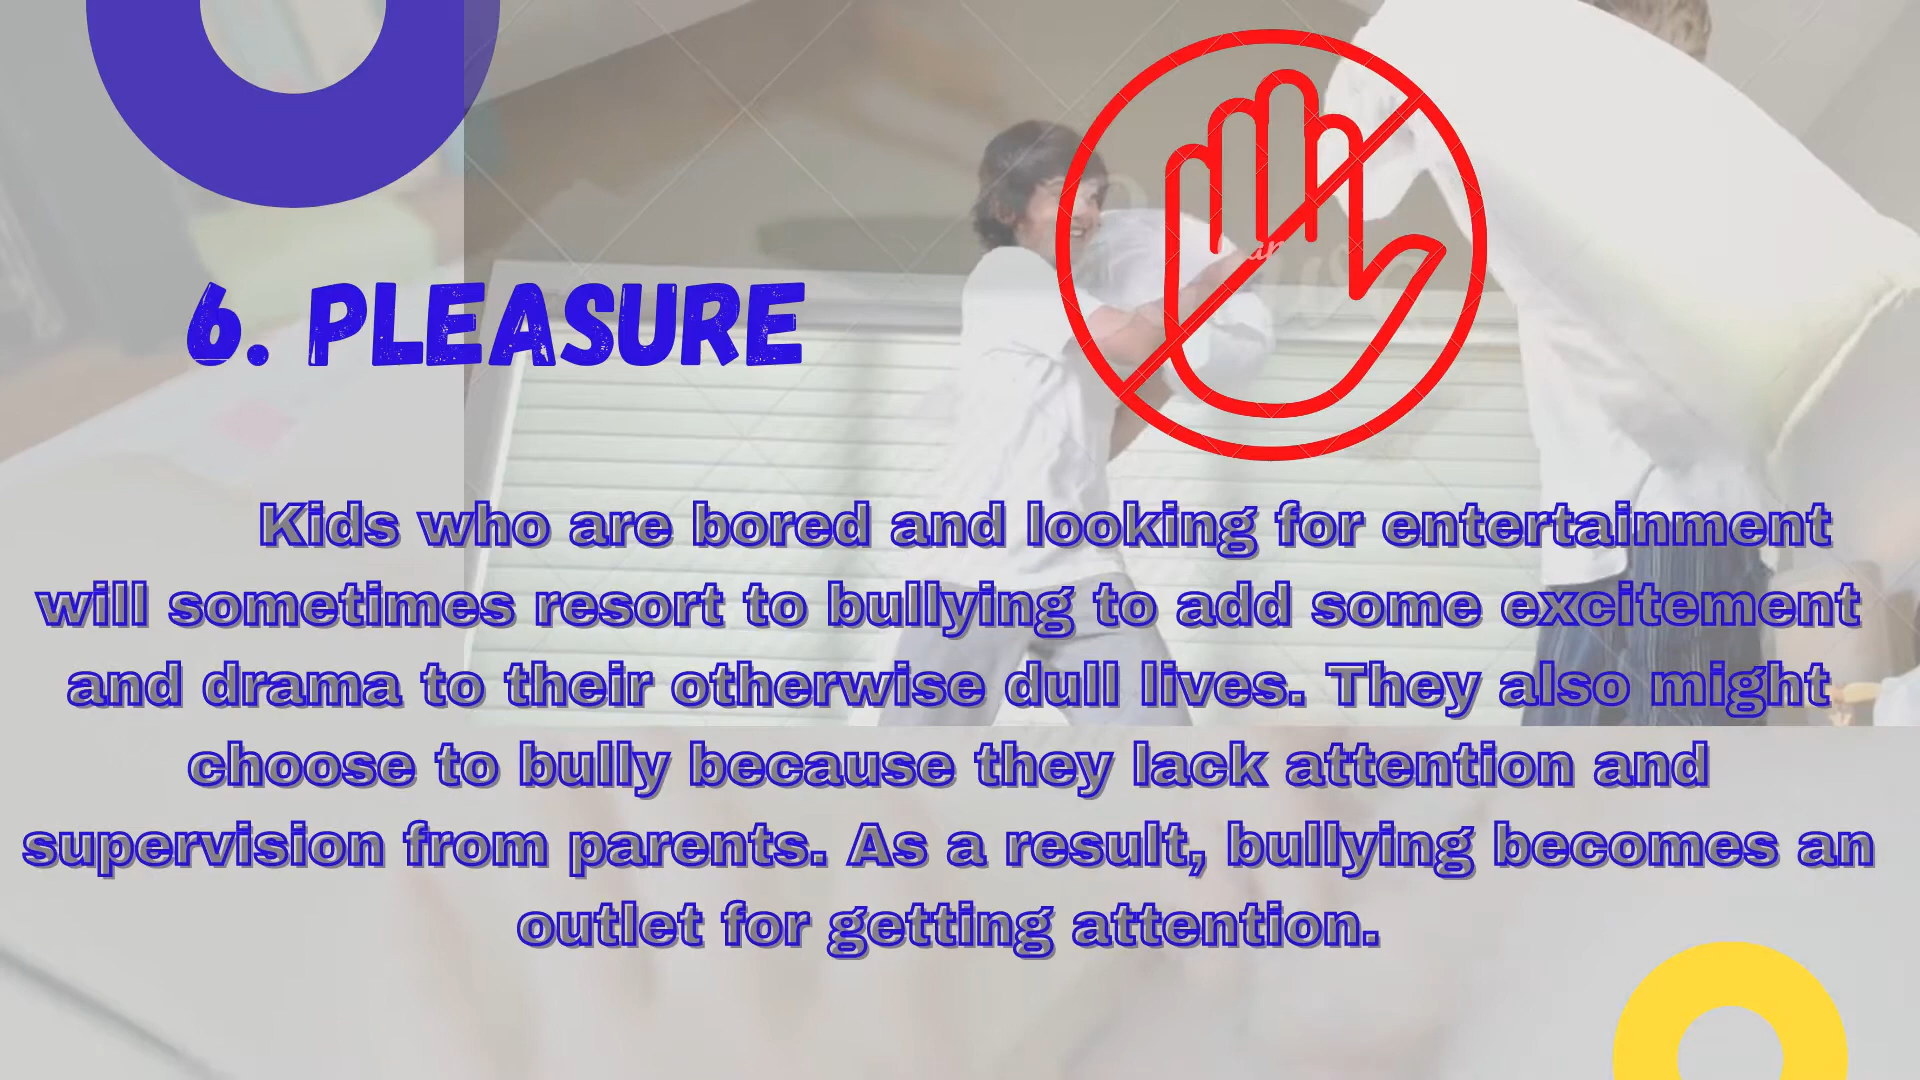 6. PLEASURE
Kids who are bored and looking for entertainment
will sometimes resort to bullying to add some excitement
and drama to their otherwise dull lives. They also might
choose to bully because they lack attention and
supervision from parents. As a result, bullying becomes an
outlet for getting attention.